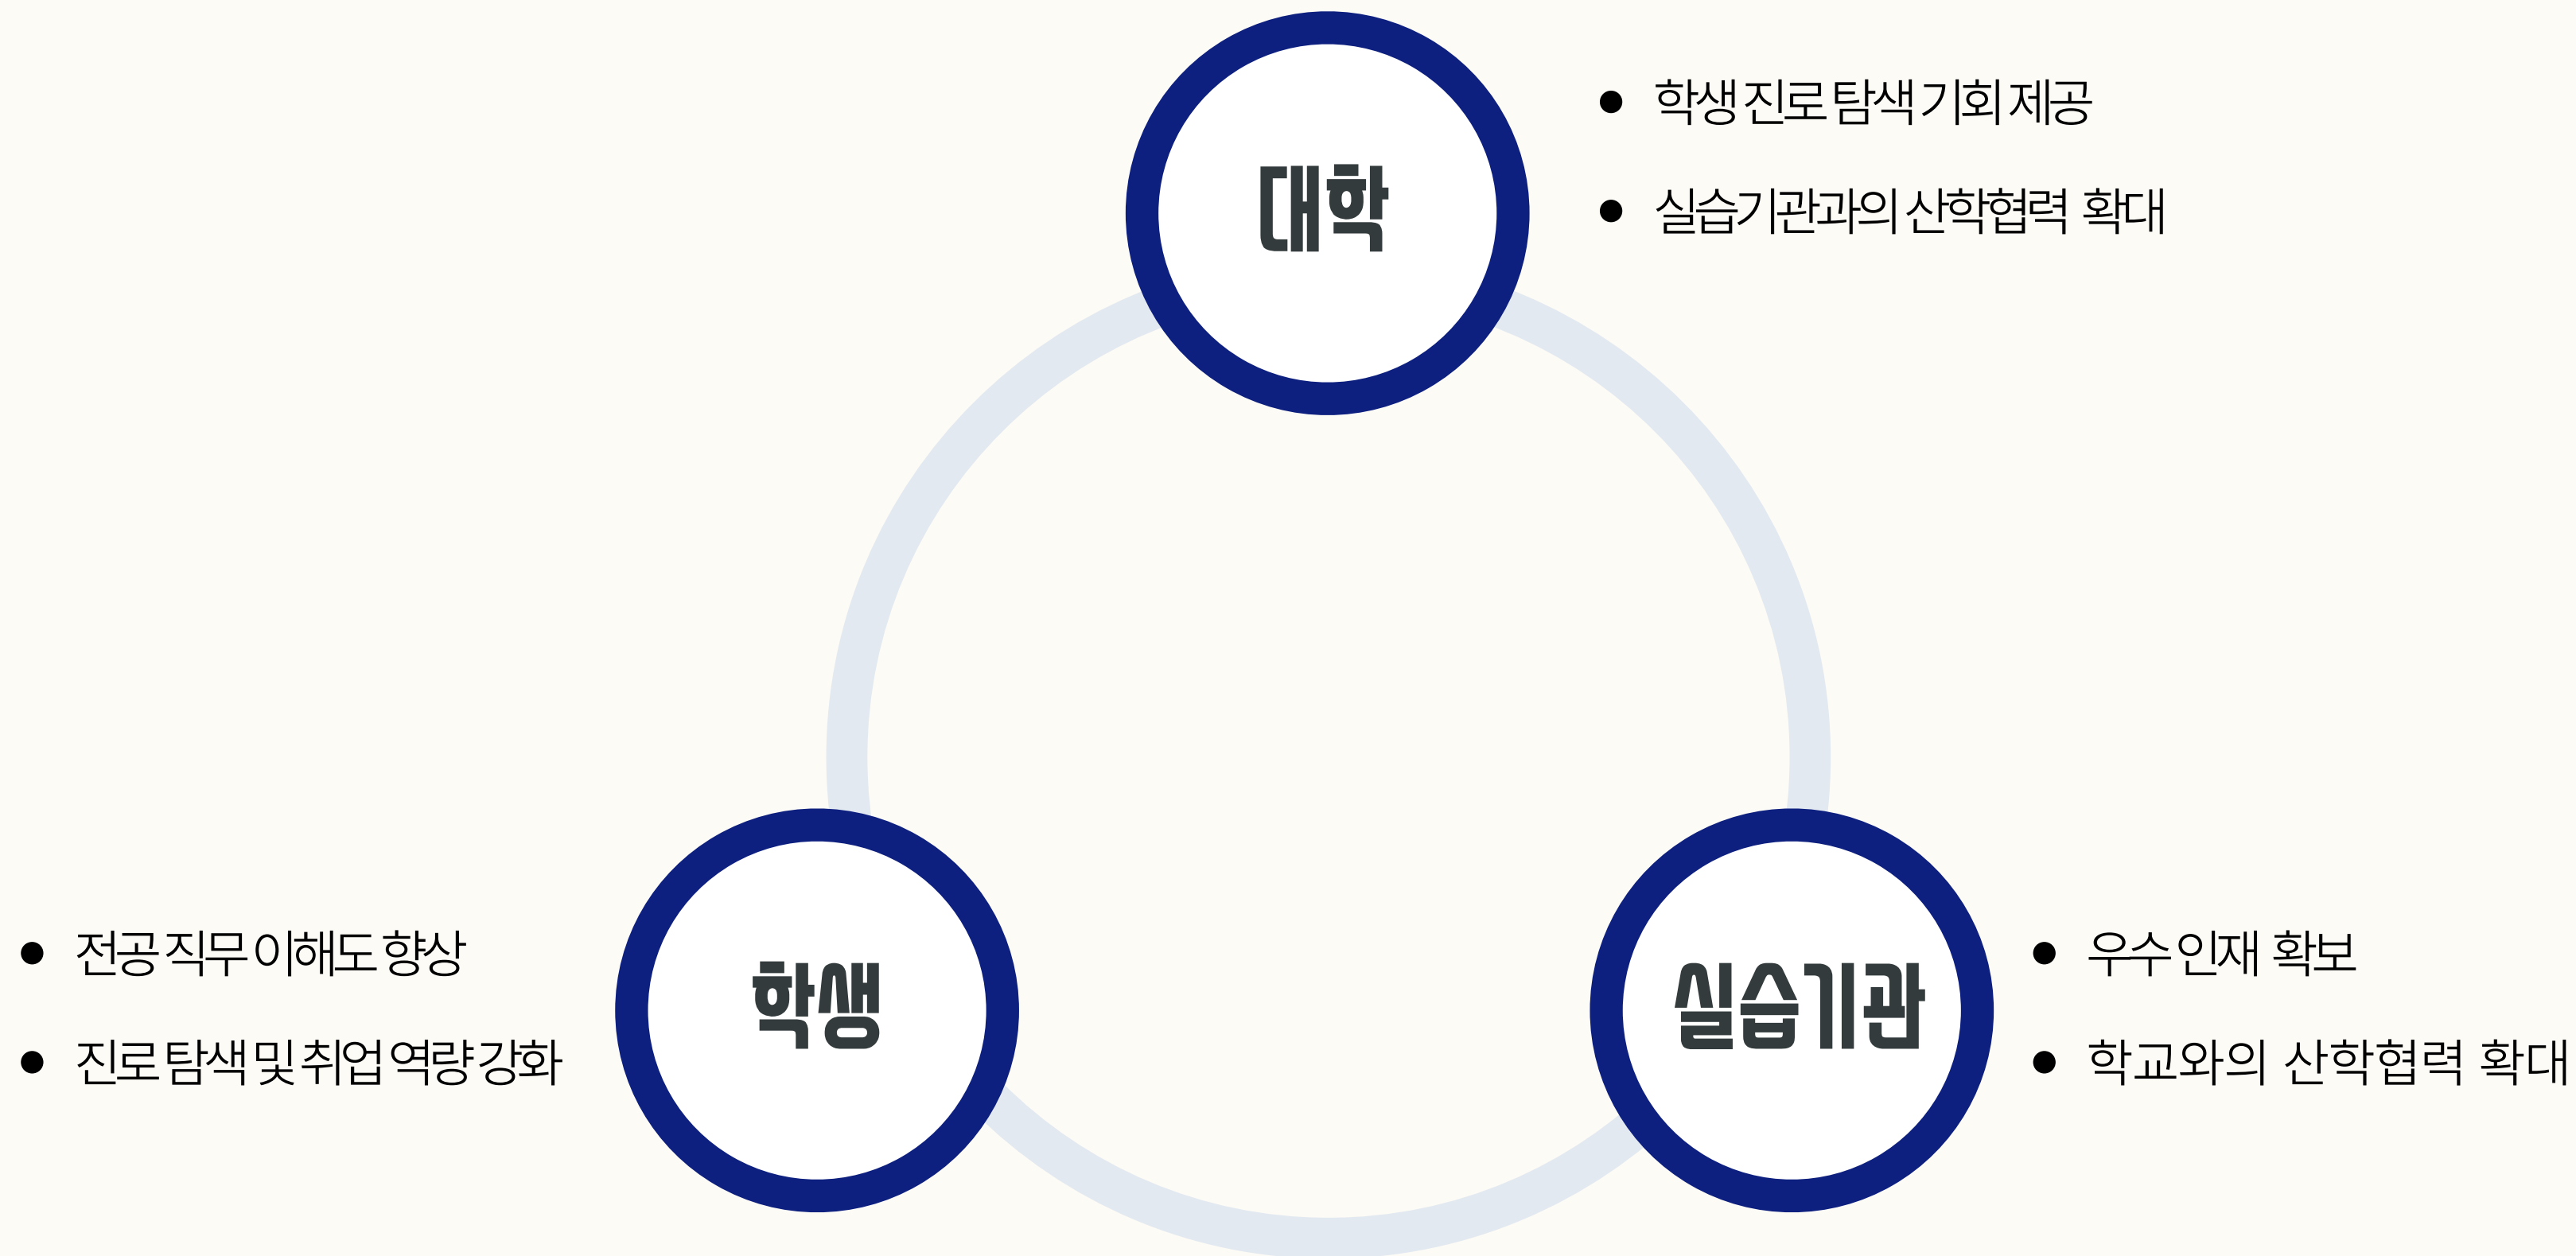 대학
학생 진로 탐색 기회 제공
실습기관과의 산학협력 확대
학생
전공 직무 이해도 향상
진로 탐색 및 취업 역량 강화
실습기관
우수 인재 확보
학교와의 산학협력 확대